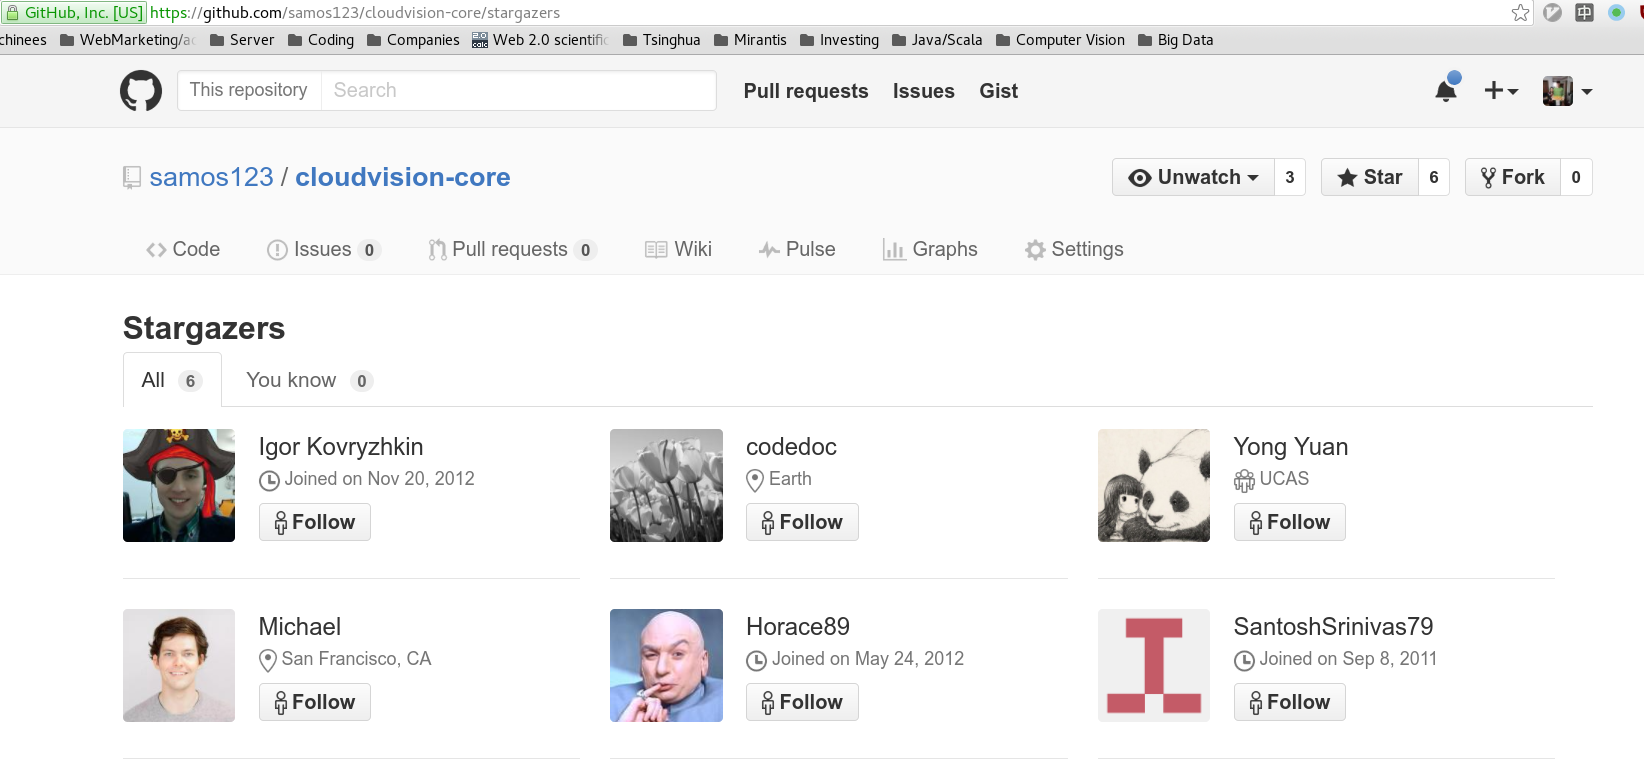 GitHub, Inc. [US] https://github.com/samos123/cloudvision-core/stargazers
chinees WebMarketing/ad Server Coding Companies Web 2.0 scientific Tsinghua Mirantis Investing Java/Scala Computer Vision Big Data
This repository Search Pull requests Issues Gist
samos123 / cloudvision-core Unwatch 3 Star 6 Fork 0
Code Issues 0 Pull requests 0 Wiki Pulse Graphs Settings
Stargazers
All 6 You know 0
Igor Kovryzhkin
Joined on Nov 20, 2012
Follow
codedoc
Earth
Follow
Yong Yuan
UCAS
Follow
Michael
San Francisco, CA
Follow
Horace89
Joined on May 24, 2012
Follow
SantoshSrinivas79
Joined on Sep 8, 2011
Follow